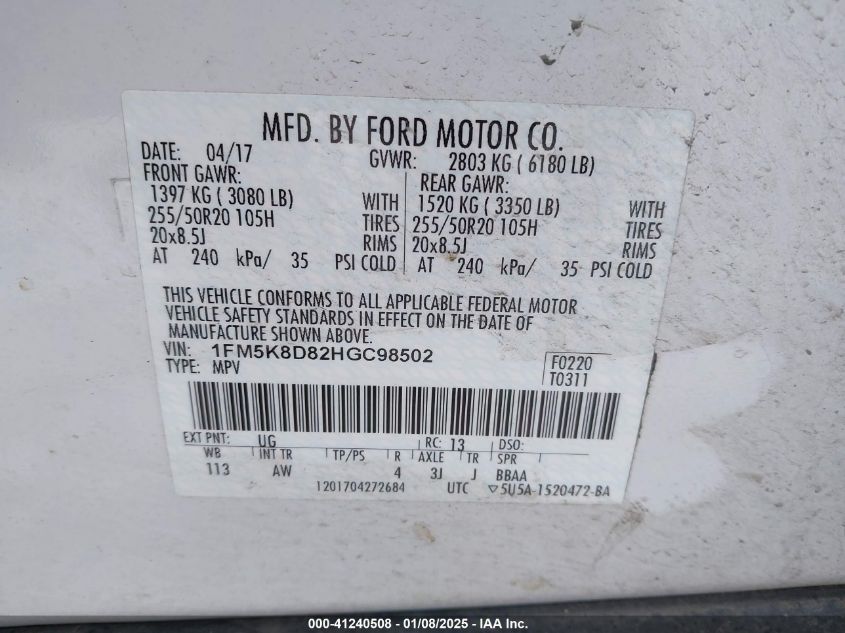 MFD. BY FORD MOTOR CO.
DATE: 04/17 GVWR: 2803 KG ( 6180 LB)
FRONT GAWR: REAR GAWR:
1397 KG ( 3080 LB) WITH 1520 KG ( 3350 LB) WITH
255/50R20 105H TIRES 255/50R20 105H TIRES
20x8.5J RIMS 20x8.5J RIMS
AT 240 kPa/ 35 PSI COLD AT 240 kPa/ 35 PSI COLD
THIS VEHICLE CONFORMS TO ALL APPLICABLE FEDERAL MOTOR
VEHICLE SAFETY STANDARDS IN EFFECT ON THE DATE OF
MANUFACTURE SHOWN ABOVE.
VIN: 1FM5K8D82HGC98502 F0220
TYPE: MPV T0311
EXT PNT: UG RC: 13 DSO:
WB INT TR TP/PS R AXLE TR SPR
113 AW 4 3J J BBAA
1201704272684 UTC ▽5U5A-1520472-BA
000-41240508 - 01/08/2025 - IAA Inc.